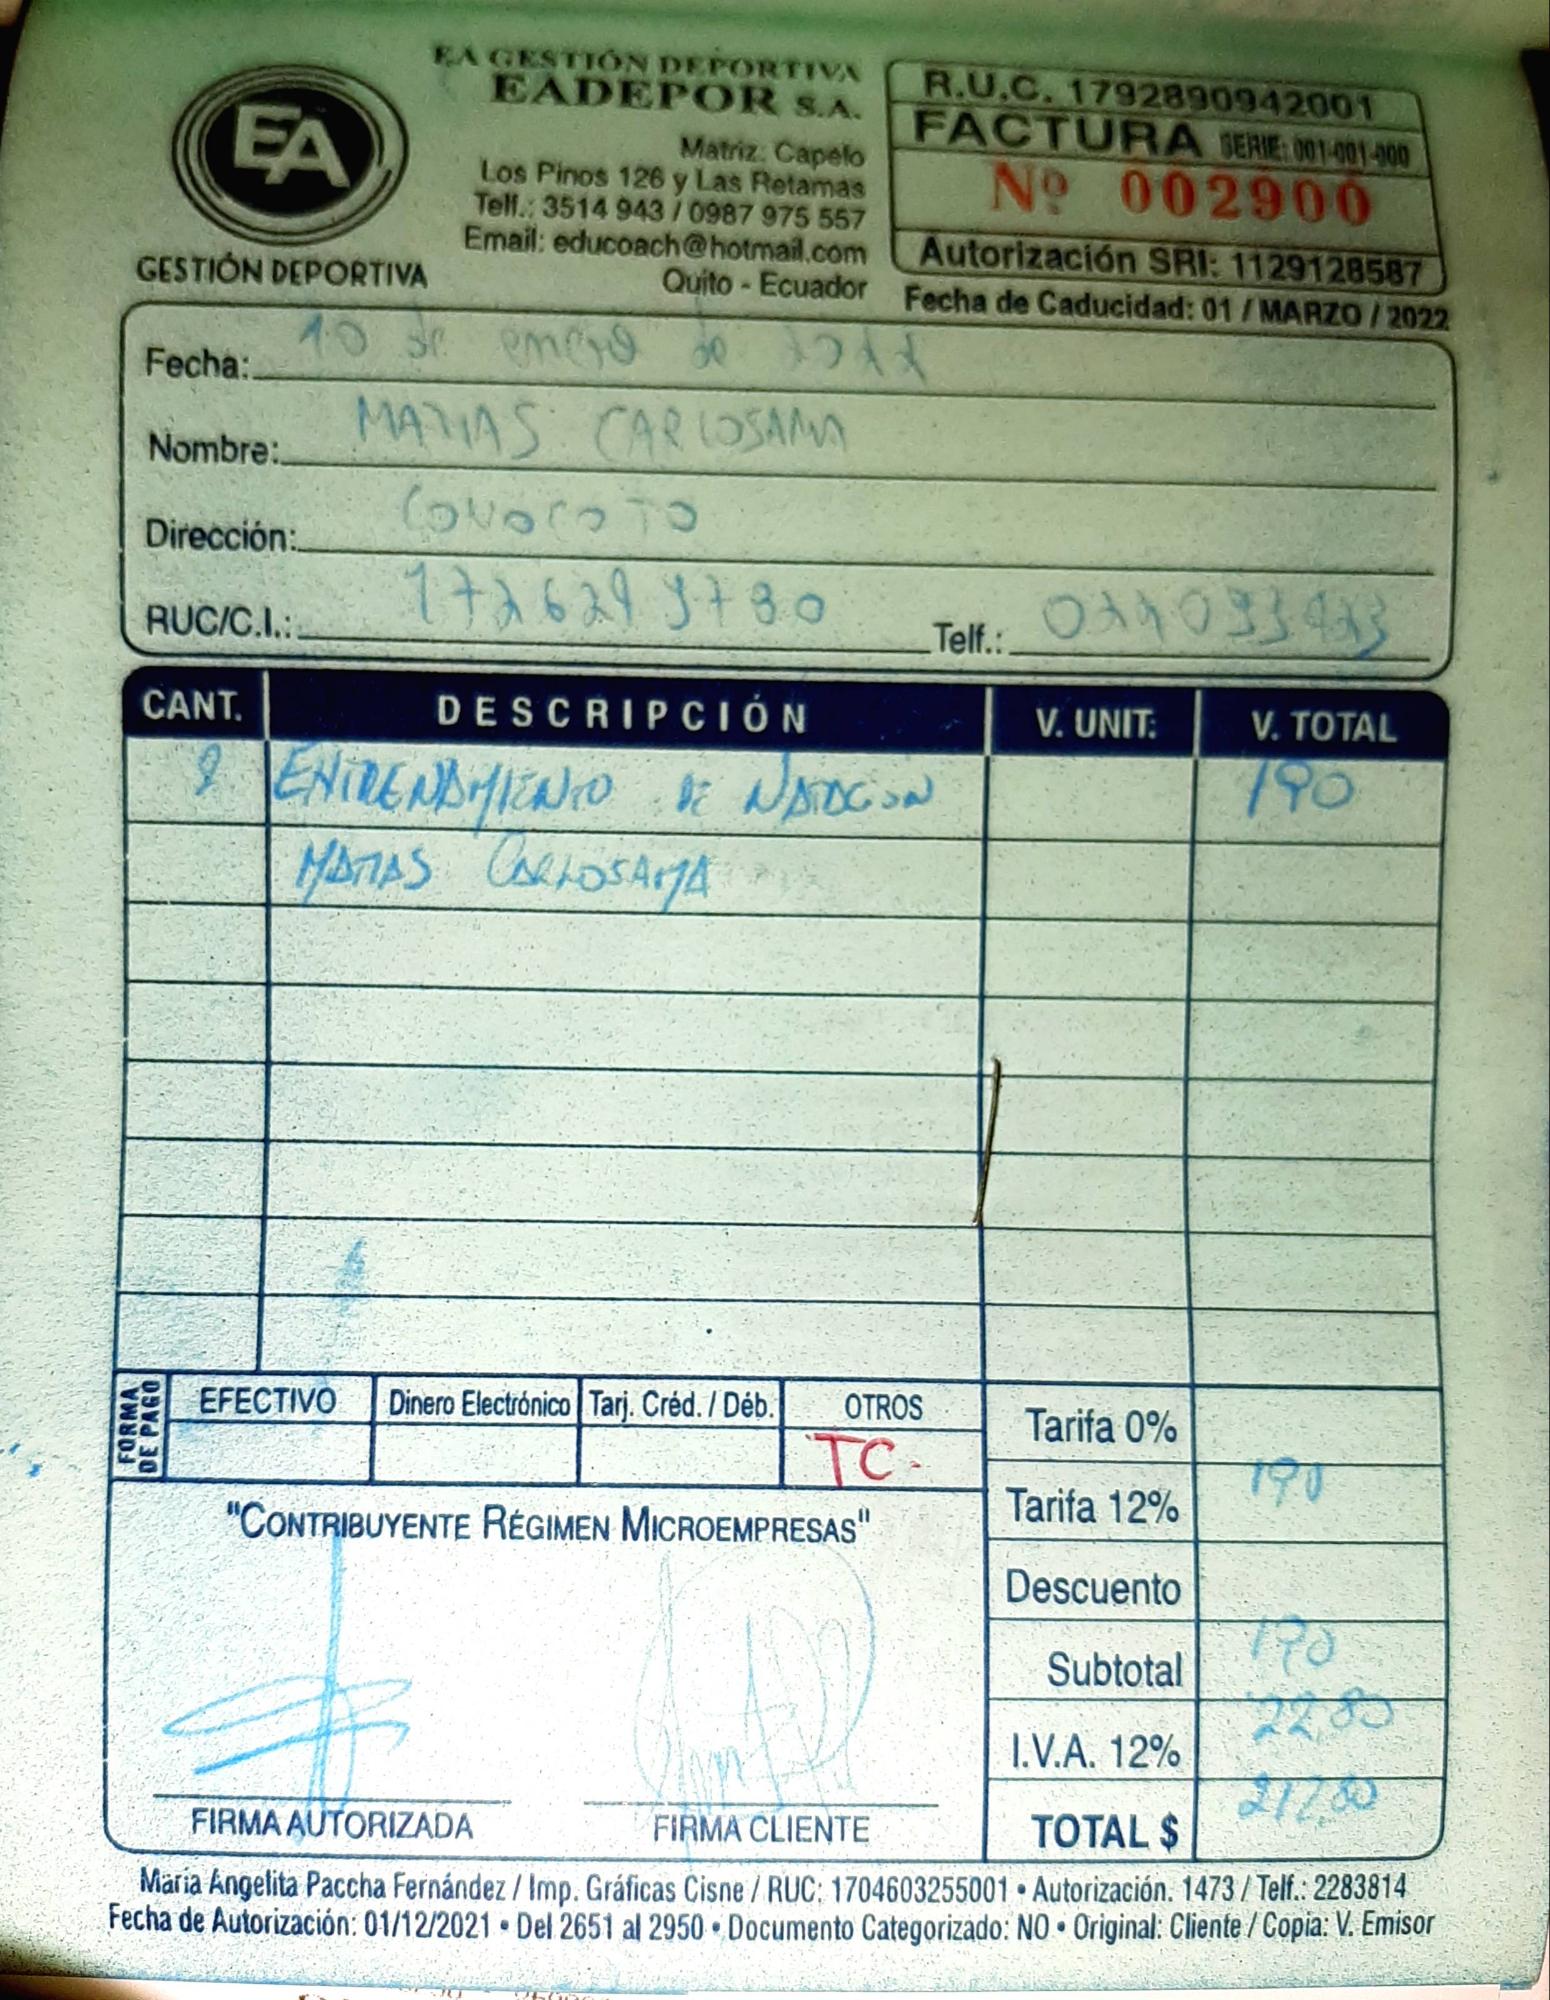 EA GESTIÓN DEPORTIVA
EADEPOR S.A.
EA
GESTIÓN DEPORTIVA
Matriz: Capelo
Los Pinos 126 y Las Retamas
Telf.: 3514 943 / 0987 975 557
Email: educoach@hotmail.com
Quito - Ecuador
R.U.C. 1792890942001
FACTURA SERIE: 001-001-000
Nº 002900
Autorización SRI: 1129128587
Fecha de Caducidad: 01 / MARZO / 2022
Fecha: 10 de enero de
Nombre: MATIAS CARLOSAMA
Dirección: CONOCOTO
RUC/C.I.:
Telf.:
CANT. DESCRIPCIÓN V. UNIT: V. TOTAL
ENTRENAMIENTO DE NATACION 190
MATIAS CARLOSAMA
FORMA DE PAGO
EFECTIVO Dinero Electrónico Tarj. Créd. / Déb. OTROS
TC.
Tarifa 0%
Tarifa 12% 190
Descuento
Subtotal 190
I.V.A. 12% 22.80
TOTAL $ 212.80
"CONTRIBUYENTE RÉGIMEN MICROEMPRESAS"
FIRMA AUTORIZADA FIRMA CLIENTE
Maria Angelita Paccha Fernández / Imp. Gráficas Cisne / RUC: 1704603255001 • Autorización. 1473 / Telf.: 2283814
Fecha de Autorización: 01/12/2021 • Del 2651 al 2950 • Documento Categorizado: NO • Original: Cliente / Copia: V. Emisor